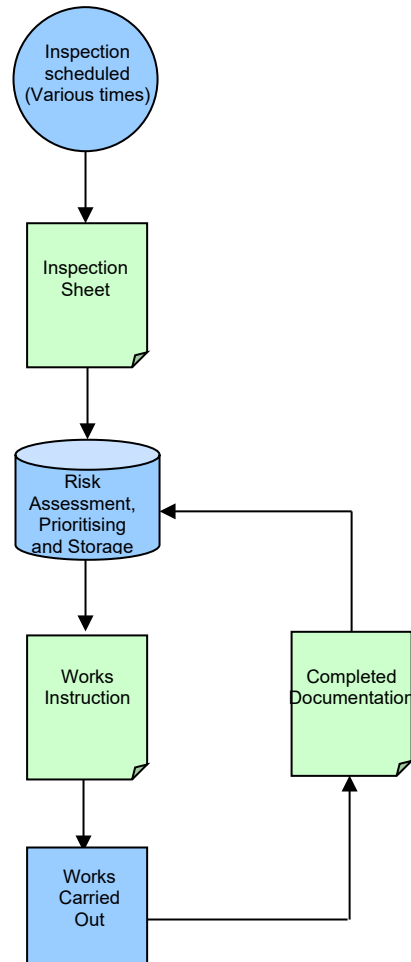 Inspection
scheduled
(Various times)
Inspection
Sheet
Risk
Assessment,
Prioritising
and Storage
Works
Instruction
Completed
Documentation
Works
Carried
Out